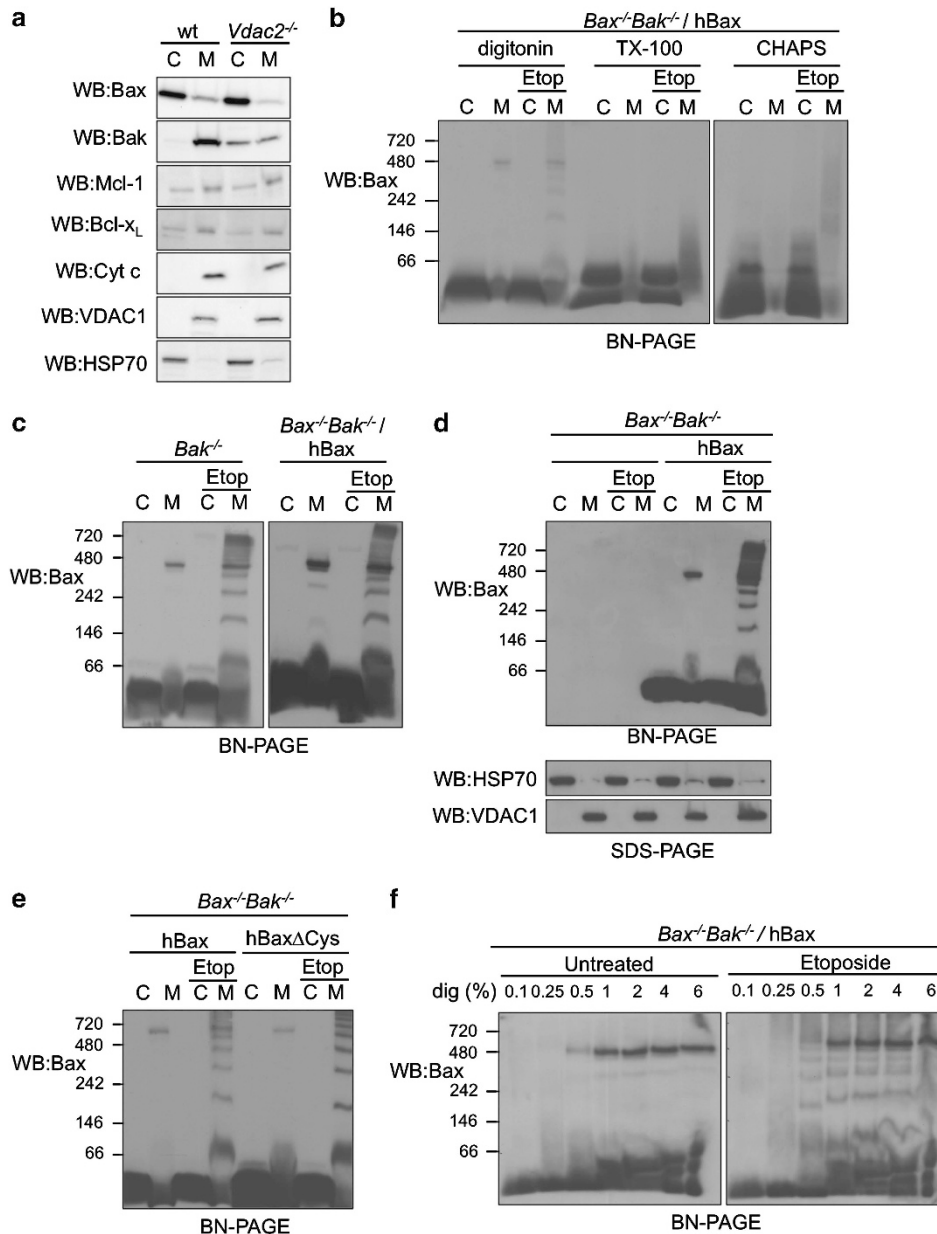 a
wt Vdac2-/-
C M C M
WB:Bax
WB:Bak
WB:Mcl-1
WB:Bcl-xL
WB:Cyt c
WB:VDAC1
WB:HSP70
b
Bax-/-Bak-/- / hBax
digitonin TX-100 CHAPS
Etop Etop Etop
C M C M C M C M C M C M
720
480
WB:Bax
242
146
66
BN-PAGE
c
Bak-/- Bax-/-Bak-/- / hBax
Etop Etop
C M C M C M C M
720
480
WB:Bax
242
146
66
BN-PAGE
d
Bax-/-Bak-/-
hBax
Etop Etop
C M C M C M C M
720
480
WB:Bax
242
146
66
BN-PAGE
WB:HSP70
WB:VDAC1
SDS-PAGE
e
Bax-/-Bak-/-
hBax hBaxΔCys
Etop Etop
C M C M C M C M
720
480
WB:Bax
242
146
66
BN-PAGE
f
Bax-/-Bak-/- / hBax
Untreated Etoposide
dig (%) 0.1 0.25 0.5 1 2 4 6 0.1 0.25 0.5 1 2 4 6
720
480
WB:Bax
242
146
66
BN-PAGE